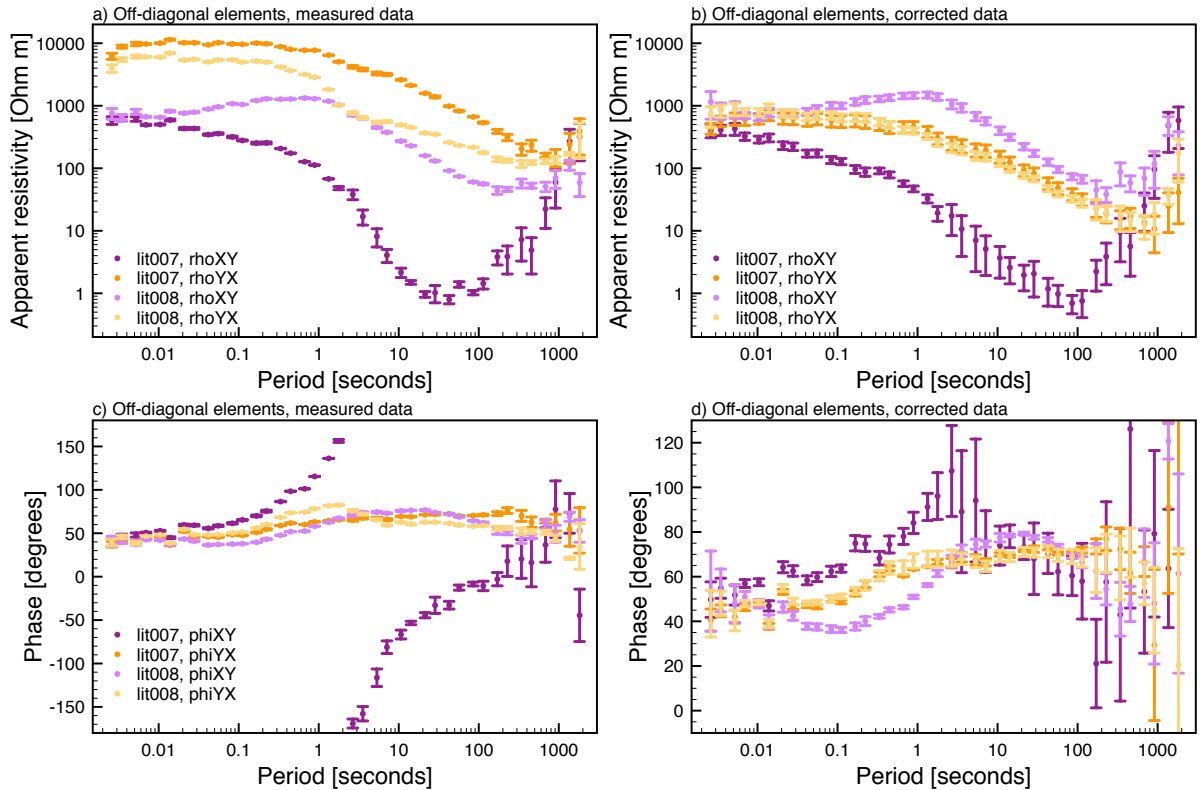 a) Off-diagonal elements, measured data
Apparent resistivity [Ohm m]
10000
1000
100
10
1
lit007, rhoXY
lit007, rhoYX
lit008, rhoXY
lit008, rhoYX
0.01 0.1 1 10 100 1000
Period [seconds]
b) Off-diagonal elements, corrected data
Apparent resistivity [Ohm m]
10000
1000
100
10
1
lit007, rhoXY
lit007, rhoYX
lit008, rhoXY
lit008, rhoYX
0.01 0.1 1 10 100 1000
Period [seconds]
c) Off-diagonal elements, measured data
Phase [degrees]
150
100
50
0
-50
-100
-150
lit007, phiXY
lit007, phiYX
lit008, phiXY
lit008, phiYX
0.01 0.1 1 10 100 1000
Period [seconds]
d) Off-diagonal elements, corrected data
Phase [degrees]
120
100
80
60
40
20
0
0.01 0.1 1 10 100 1000
Period [seconds]